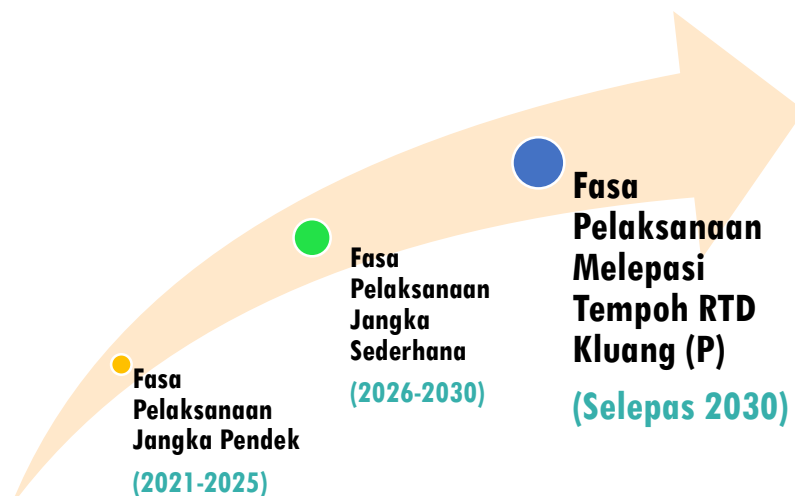 Fasa
Pelaksanaan
Jangka Pendek
(2021-2025)
Fasa
Pelaksanaan
Jangka
Sederhana
(2026-2030)
Fasa
Pelaksanaan
Melepasi
Tempoh RTD
Kluang (P)
(Selepas 2030)